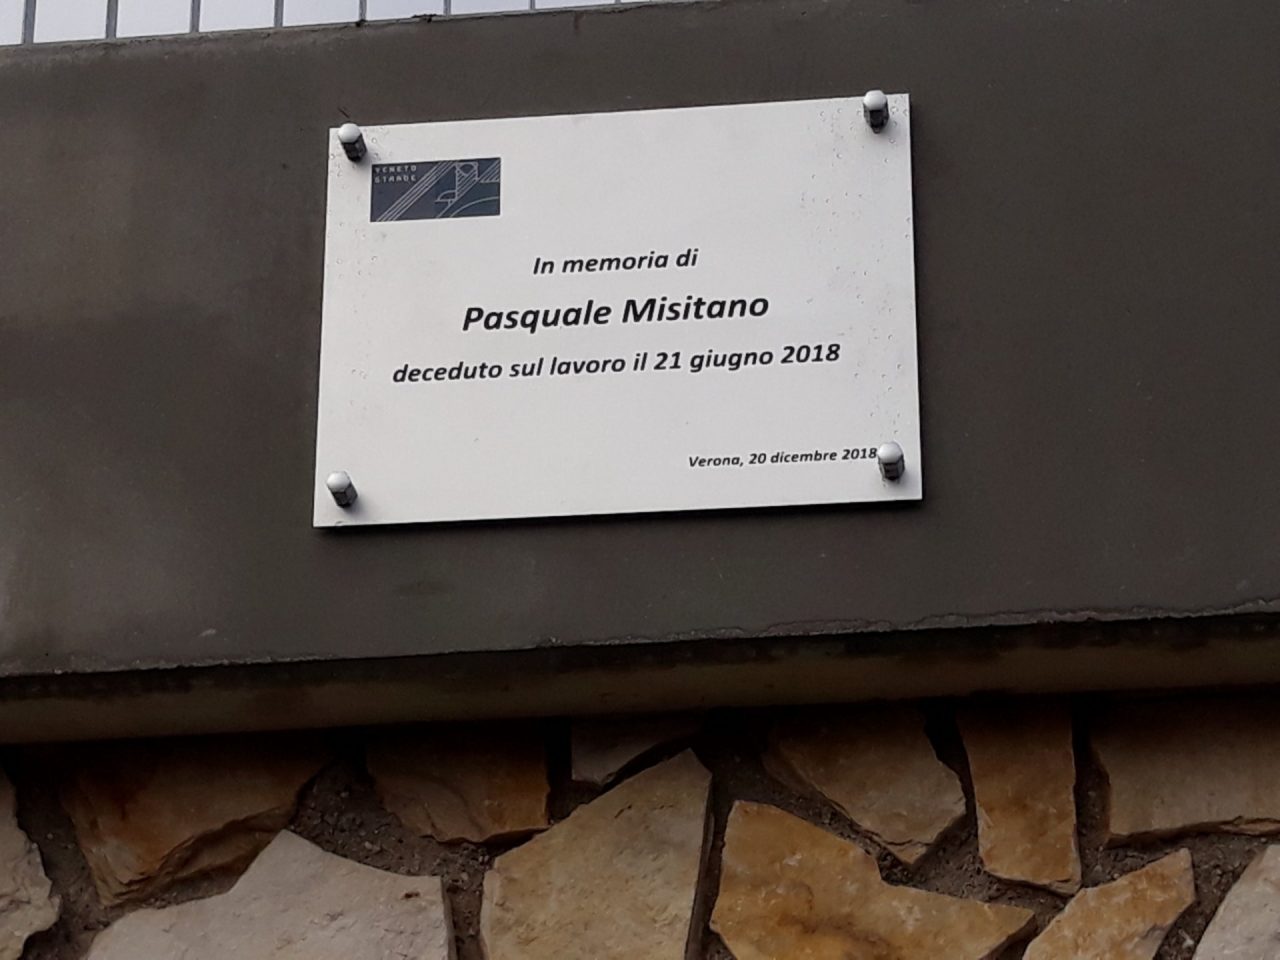 VENETO
STRADE
In memoria di
Pasquale Misitano
deceduto sul lavoro il 21 giugno 2018
Verona, 20 dicembre 2018